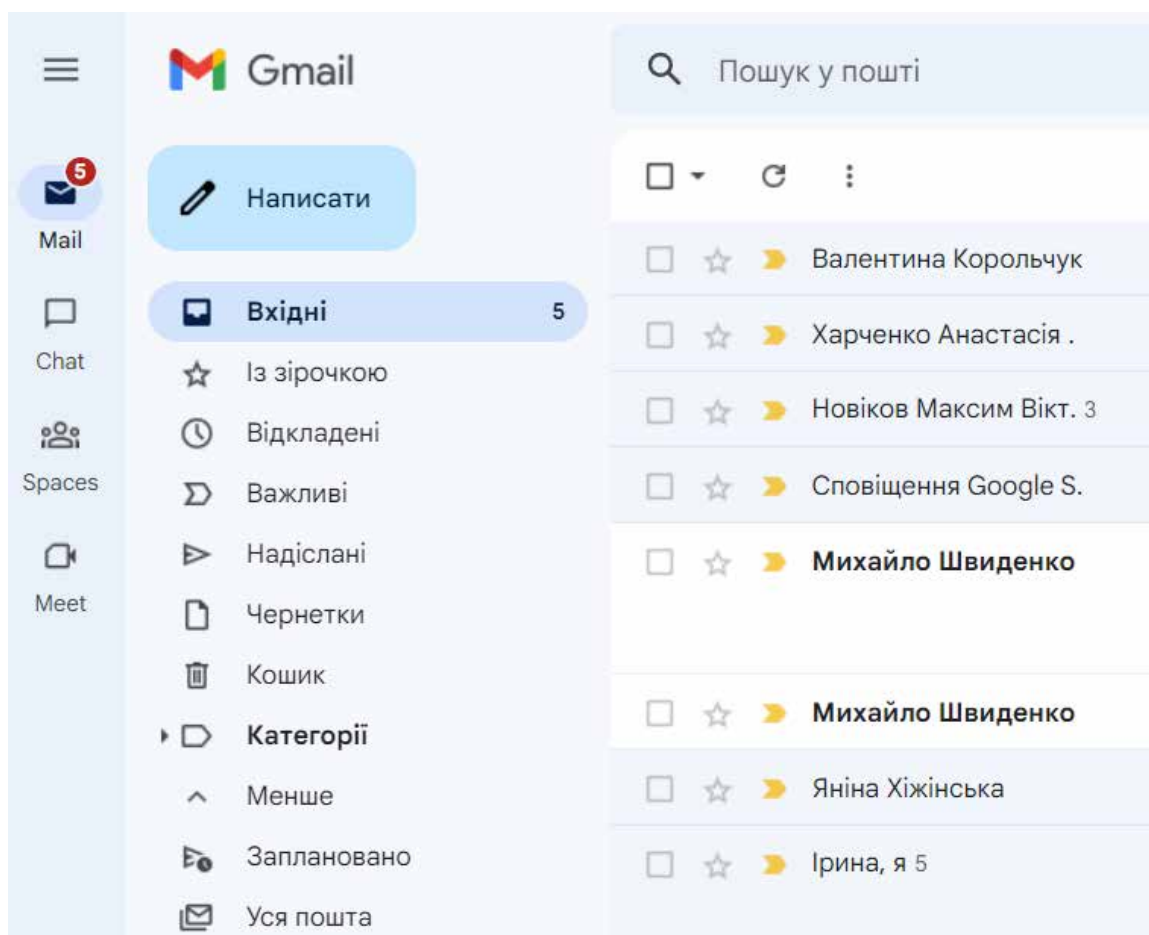 Gmail
Пошук у пошті
5
Mail
Chat
Spaces
Meet
Написати
Вхідні 5
Із зірочкою
Відкладені
Важливі
Надіслані
Чернетки
Кошик
Категорії
Менше
Заплановано
Уся пошта
Валентина Корольчук
Харченко Анастасія .
Новіков Максим Вікт. 3
Сповіщення Google S.
Михайло Швиденко
Михайло Швиденко
Яніна Хіжінська
Ірина, я 5